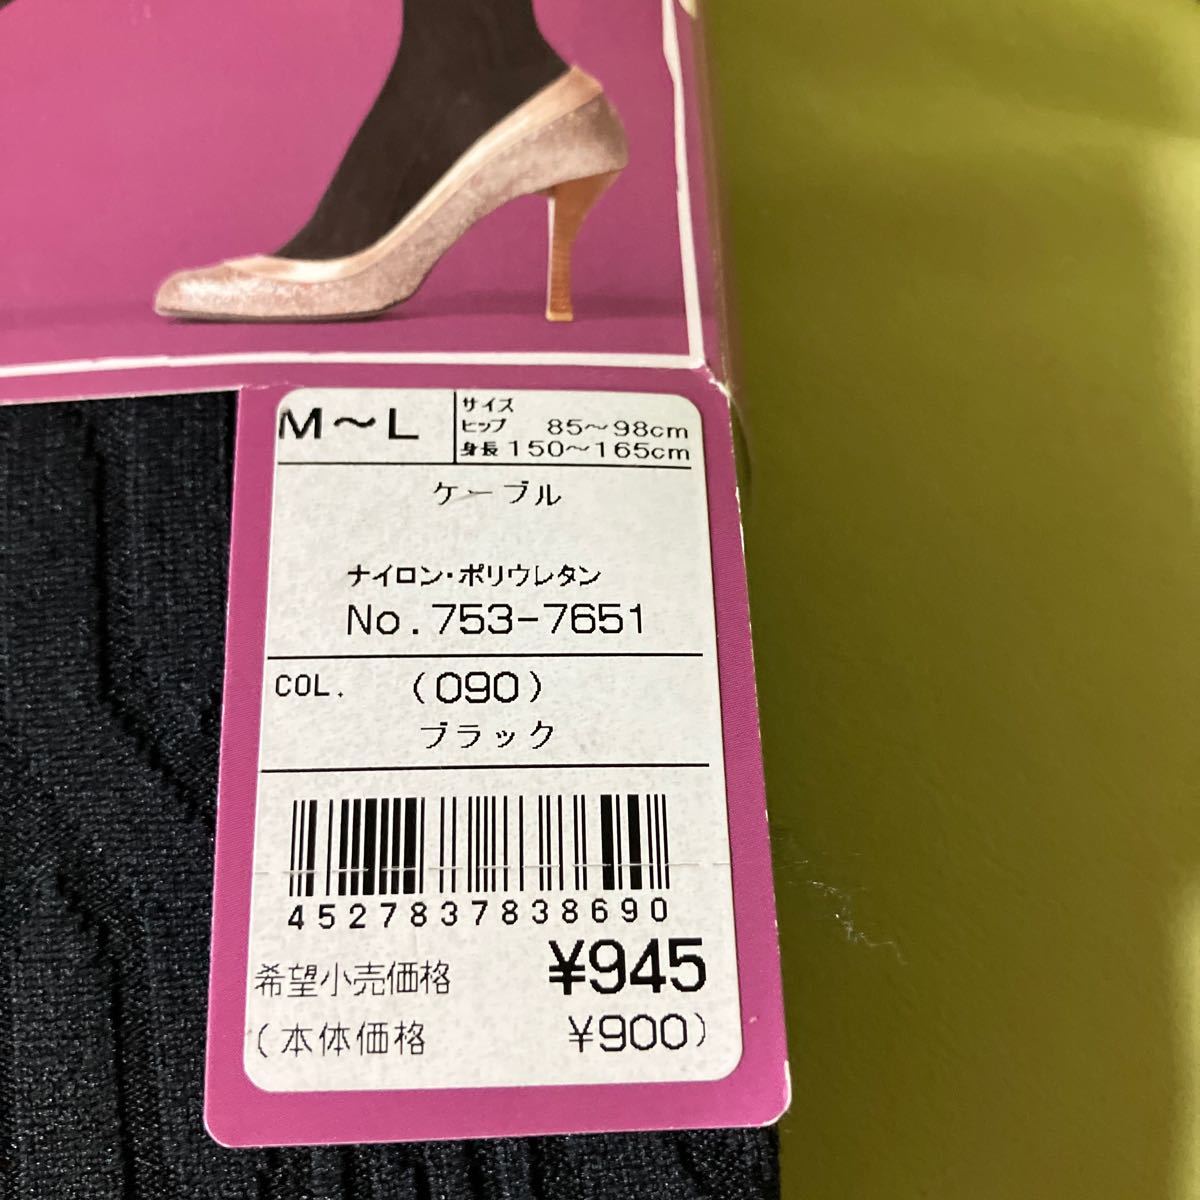 M～L
サイズ
ヒップ 85～98cm
身長 150～165cm
ケーブル
ナイロン・ポリウレタン
No.753-7651
COL. (090)
ブラック
4527837838690
希望小売価格 ¥945
(本体価格 ¥900)